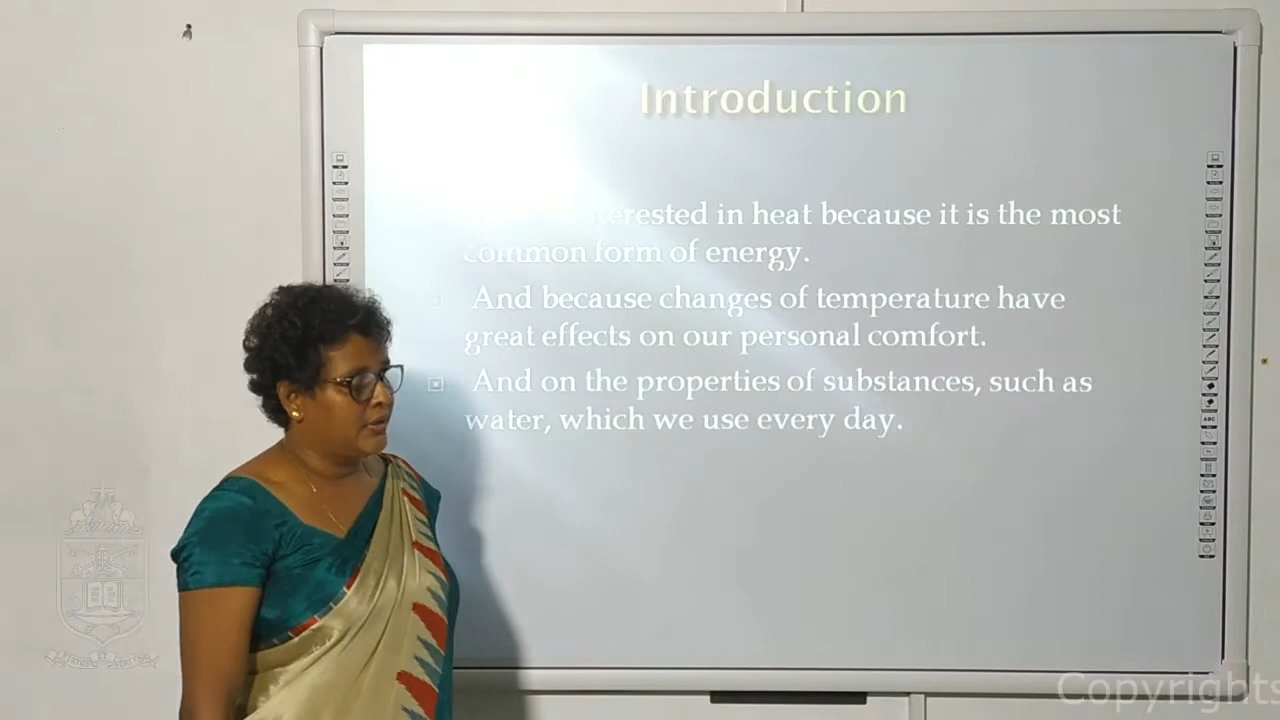 Introduction
interested in heat because it is the most
common form of energy.
And because changes of temperature have
great effects on our personal comfort.
And on the properties of substances, such as
water, which we use every day.
ABC
Copyrights